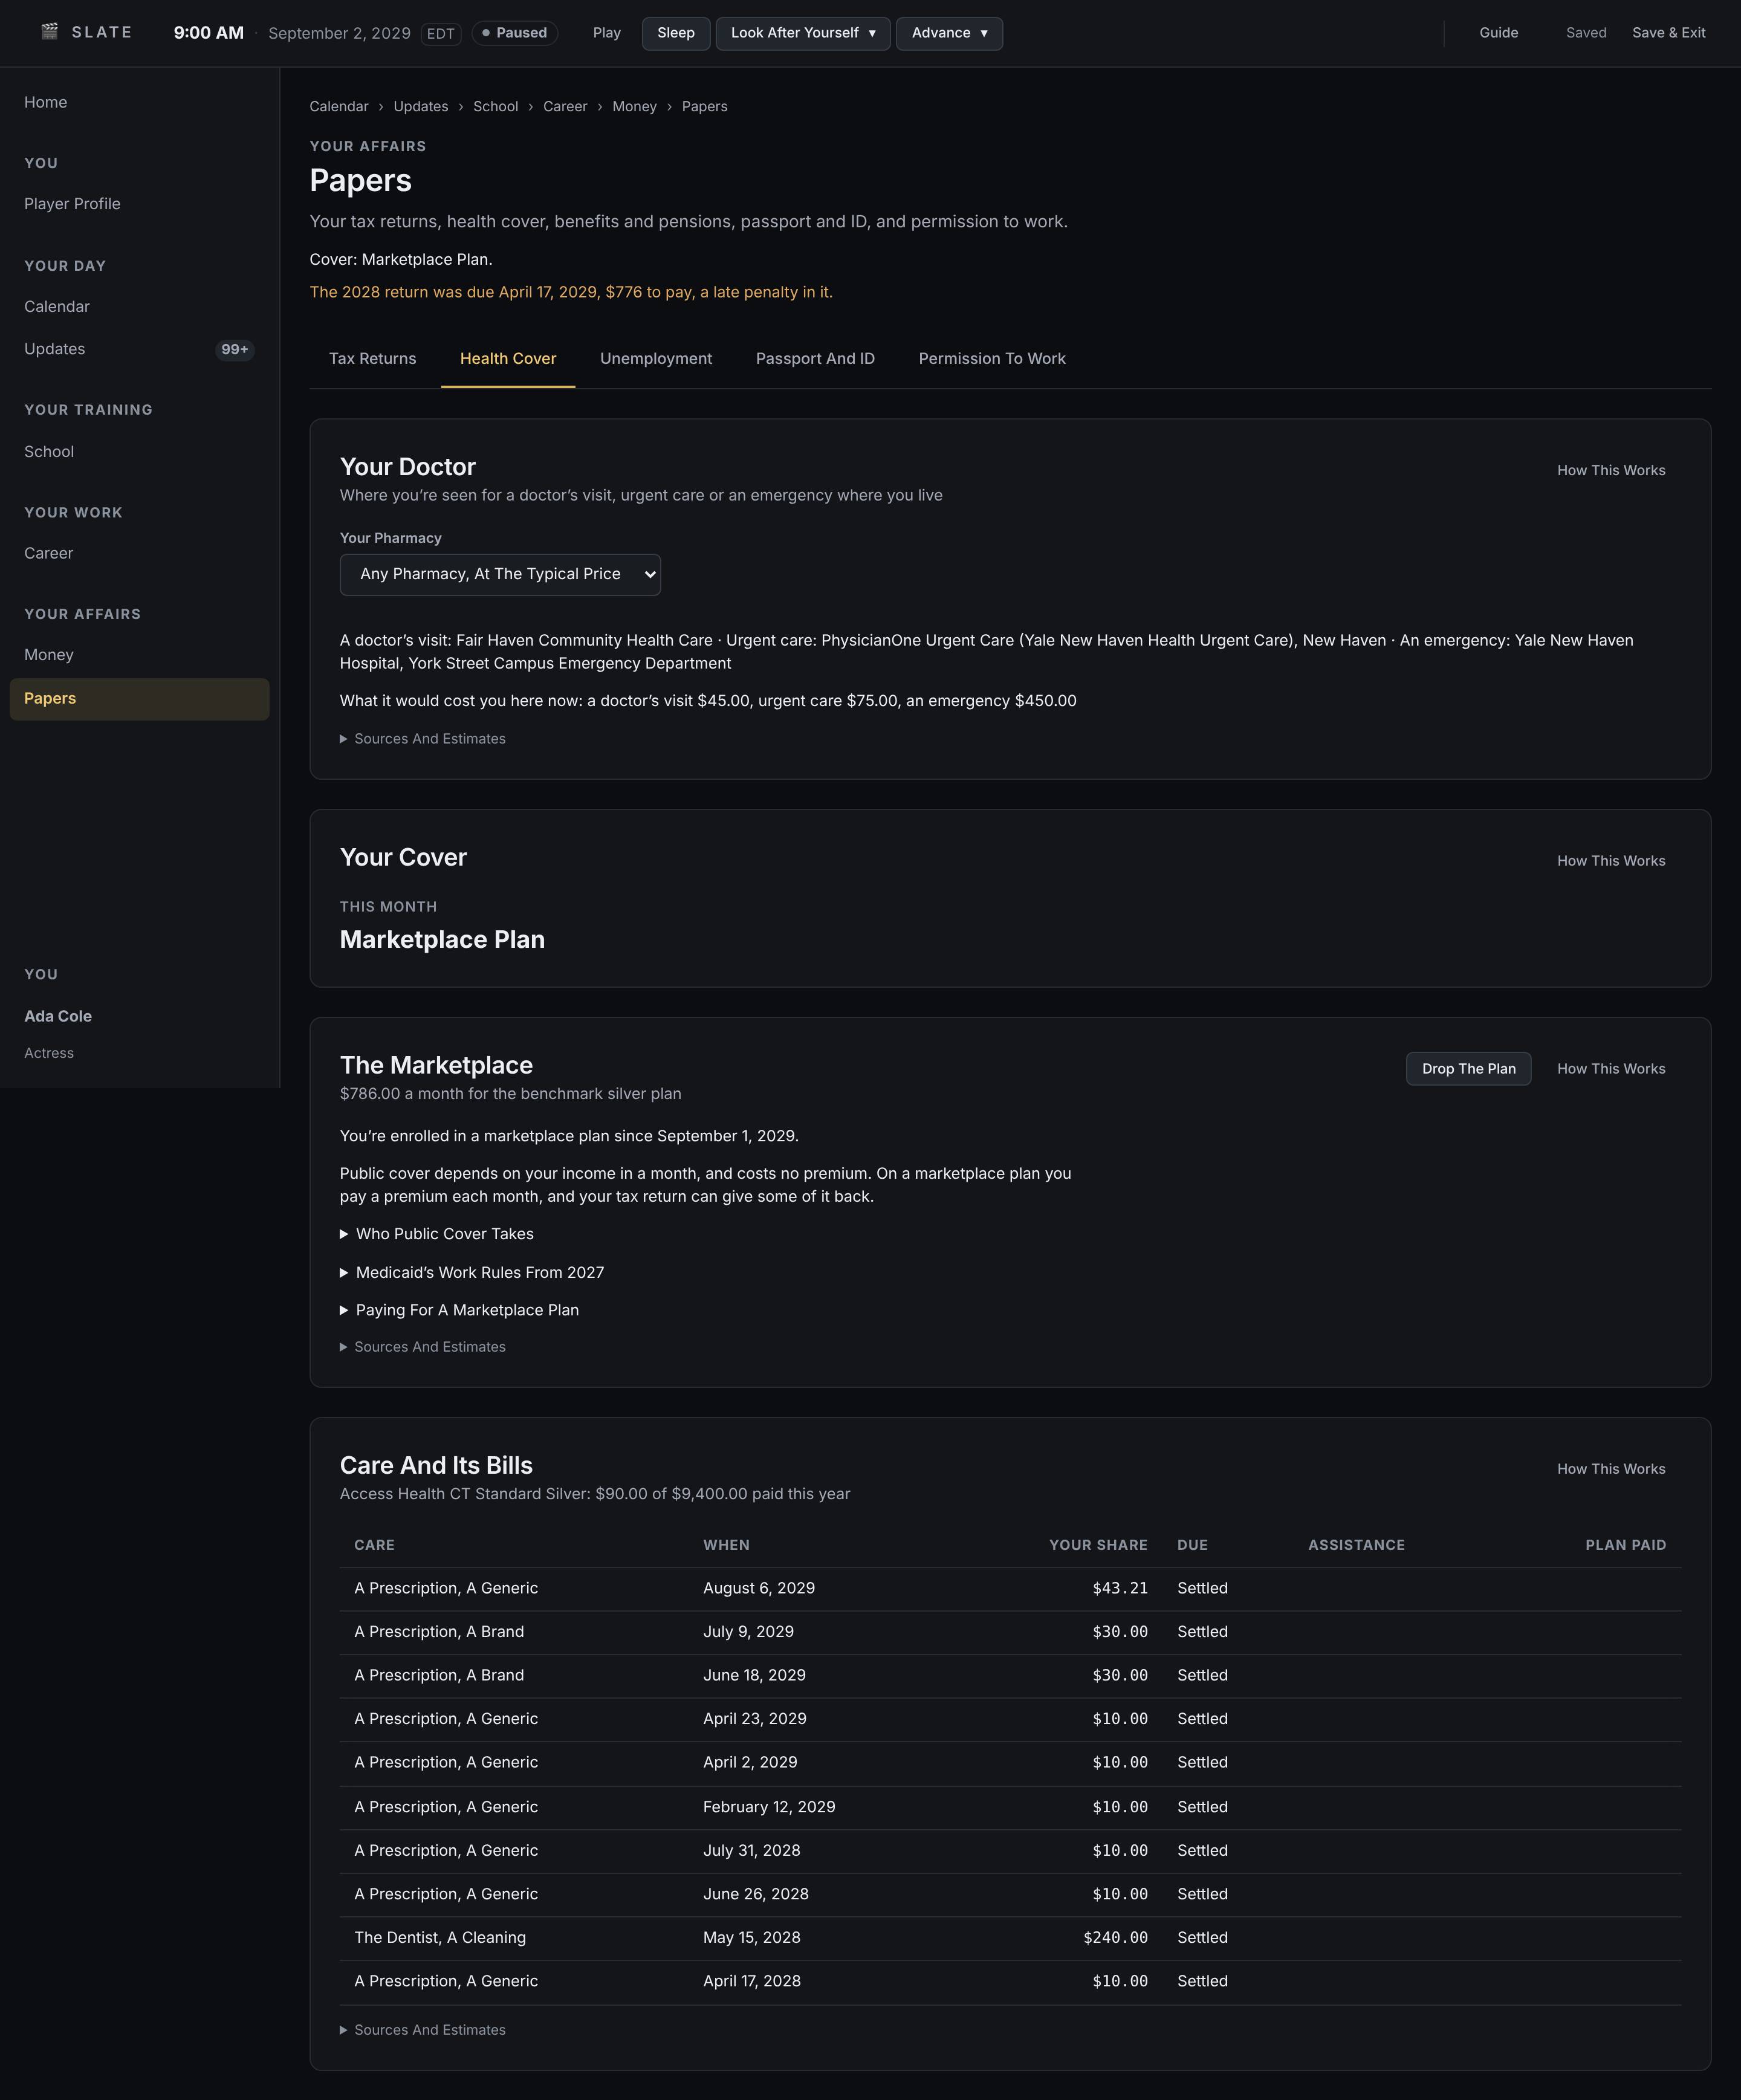 🎬 SLATE 9:00 AM · September 2, 2029 EDT Paused Play Sleep Look After Yourself ▾ Advance ▾ Guide Saved Save & Exit
Home
YOU
Player Profile
YOUR DAY
Calendar
Updates 99+
YOUR TRAINING
School
YOUR WORK
Career
YOUR AFFAIRS
Money
Papers
YOU
Ada Cole
Actress
Calendar › Updates › School › Career › Money › Papers
YOUR AFFAIRS
Papers
Your tax returns, health cover, benefits and pensions, passport and ID, and permission to work.
Cover: Marketplace Plan.
The 2028 return was due April 17, 2029, $776 to pay, a late penalty in it.
Tax Returns Health Cover Unemployment Passport And ID Permission To Work
Your Doctor How This Works
Where you’re seen for a doctor’s visit, urgent care or an emergency where you live
Your Pharmacy
Any Pharmacy, At The Typical Price
A doctor’s visit: Fair Haven Community Health Care · Urgent care: PhysicianOne Urgent Care (Yale New Haven Health Urgent Care), New Haven · An emergency: Yale New Haven
Hospital, York Street Campus Emergency Department
What it would cost you here now: a doctor’s visit $45.00, urgent care $75.00, an emergency $450.00
▶ Sources And Estimates
Your Cover How This Works
THIS MONTH
Marketplace Plan
The Marketplace Drop The Plan How This Works
$786.00 a month for the benchmark silver plan
You’re enrolled in a marketplace plan since September 1, 2029.
Public cover depends on your income in a month, and costs no premium. On a marketplace plan you
pay a premium each month, and your tax return can give some of it back.
▶ Who Public Cover Takes
▶ Medicaid’s Work Rules From 2027
▶ Paying For A Marketplace Plan
▶ Sources And Estimates
Care And Its Bills How This Works
Access Health CT Standard Silver: $90.00 of $9,400.00 paid this year
CARE WHEN YOUR SHARE DUE ASSISTANCE PLAN PAID
A Prescription, A Generic August 6, 2029 $43.21 Settled
A Prescription, A Brand July 9, 2029 $30.00 Settled
A Prescription, A Brand June 18, 2029 $30.00 Settled
A Prescription, A Generic April 23, 2029 $10.00 Settled
A Prescription, A Generic April 2, 2029 $10.00 Settled
A Prescription, A Generic February 12, 2029 $10.00 Settled
A Prescription, A Generic July 31, 2028 $10.00 Settled
A Prescription, A Generic June 26, 2028 $10.00 Settled
The Dentist, A Cleaning May 15, 2028 $240.00 Settled
A Prescription, A Generic April 17, 2028 $10.00 Settled
▶ Sources And Estimates